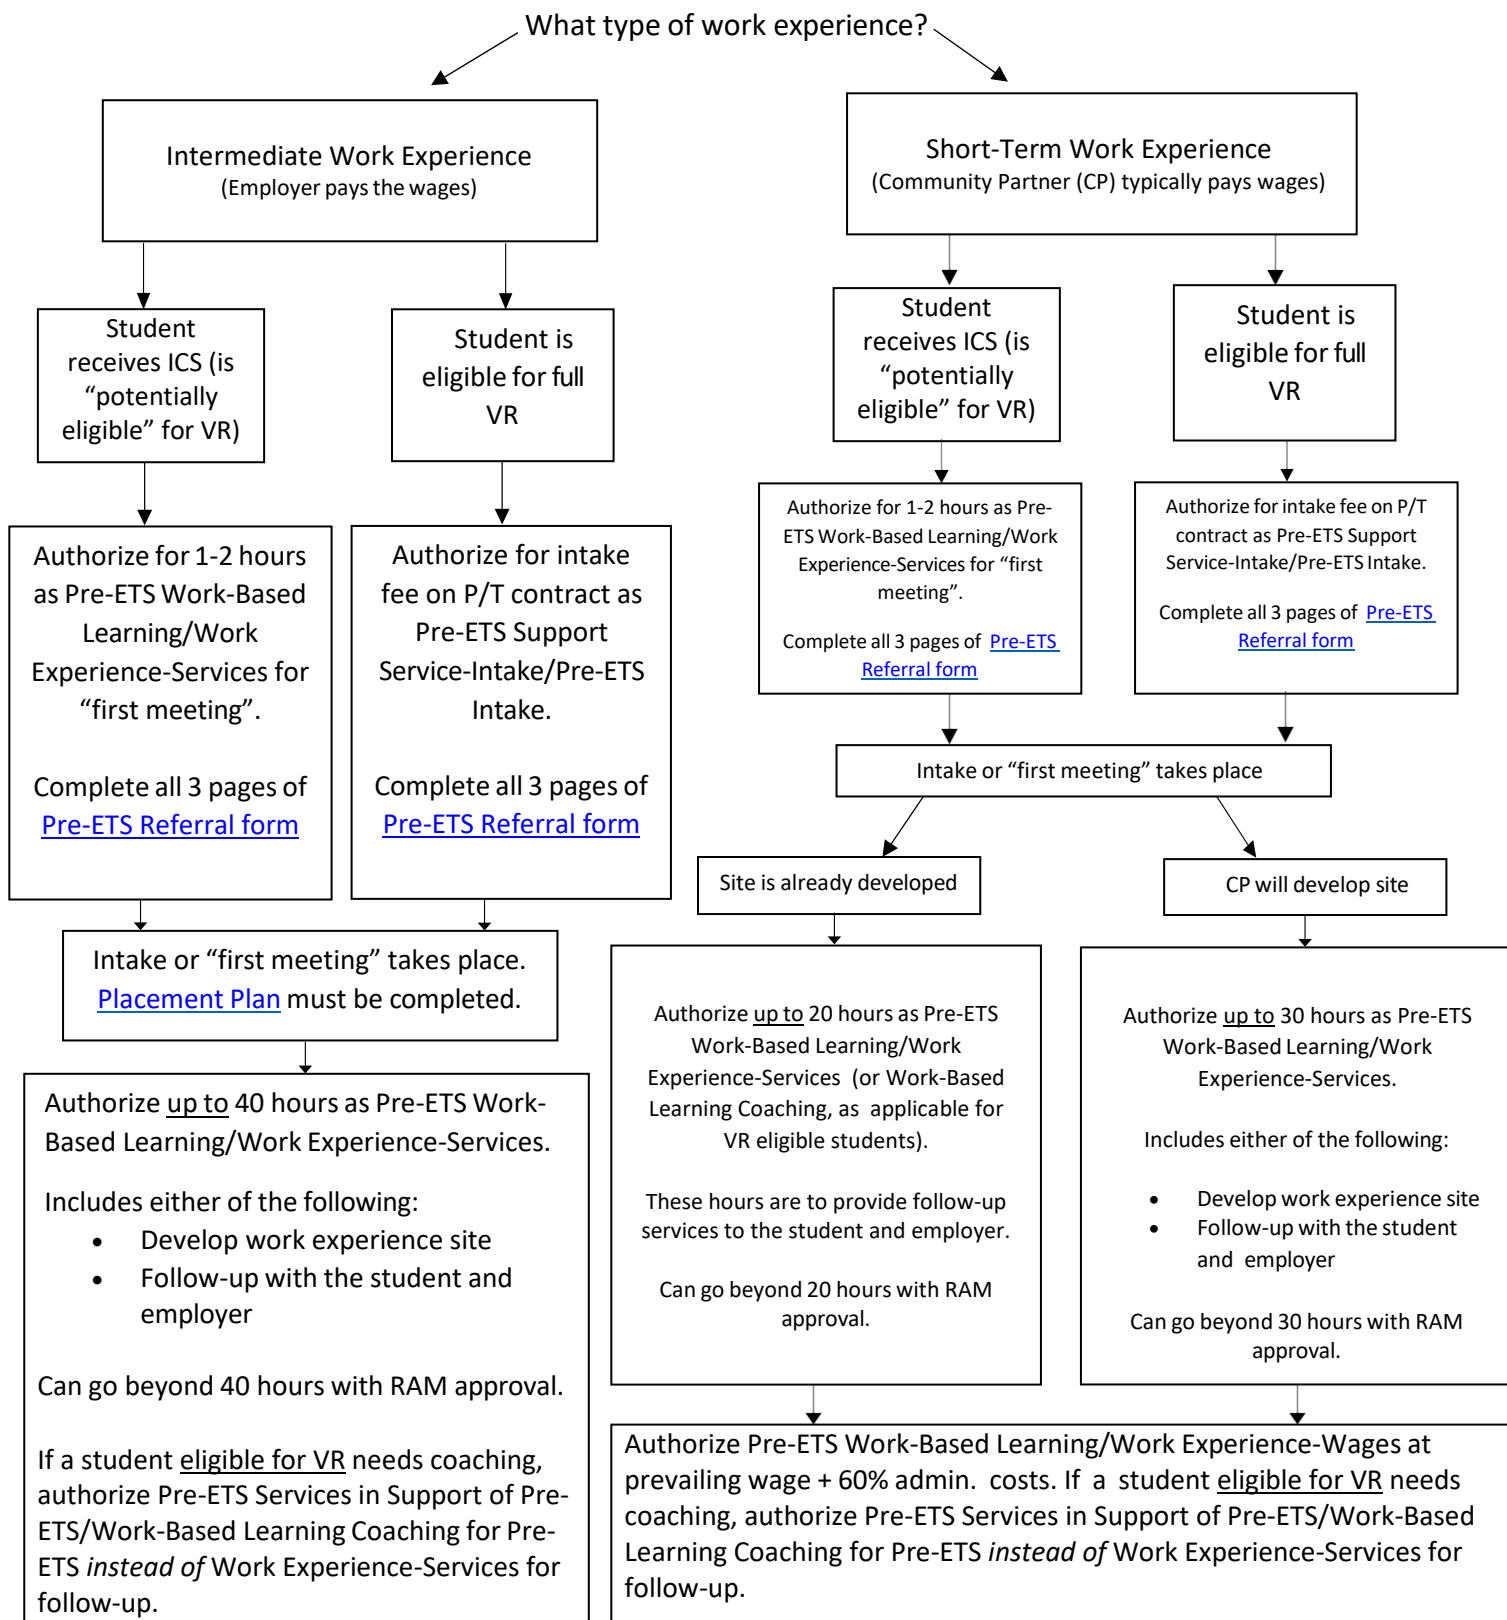 What type of work experience?
Intermediate Work Experience
(Employer pays the wages)
Short-Term Work Experience
(Community Partner (CP) typically pays wages)
Student
receives ICS (is
“potentially
eligible” for VR)
Student is
eligible for full
VR
Student
receives ICS (is
“potentially
eligible” for VR)
Student is
eligible for full
VR
Authorize for 1-2 hours
as Pre-ETS Work-Based
Learning/Work
Experience-Services for
“first meeting”.
Complete all 3 pages of
Pre-ETS Referral form
Authorize for intake
fee on P/T contract as
Pre-ETS Support
Service-Intake/Pre-ETS
Intake.
Complete all 3 pages of
Pre-ETS Referral form
Authorize for 1-2 hours as Pre-
ETS Work-Based Learning/Work
Experience-Services for “first
meeting”.
Complete all 3 pages of Pre-ETS
Referral form
Authorize for intake fee on P/T
contract as Pre-ETS Support
Service-Intake/Pre-ETS Intake.
Complete all 3 pages of Pre-ETS
Referral form
Intake or “first meeting” takes place
Site is already developed
CP will develop site
Intake or “first meeting” takes place.
Placement Plan must be completed.
Authorize up to 40 hours as Pre-ETS Work-
Based Learning/Work Experience-Services.
Includes either of the following:
• Develop work experience site
• Follow-up with the student and
employer
Can go beyond 40 hours with RAM approval.
If a student eligible for VR needs coaching,
authorize Pre-ETS Services in Support of Pre-
ETS/Work-Based Learning Coaching for Pre-
ETS instead of Work Experience-Services for
follow-up.
Authorize up to 20 hours as Pre-ETS
Work-Based Learning/Work
Experience-Services (or Work-Based
Learning Coaching, as applicable for
VR eligible students).
These hours are to provide follow-up
services to the student and employer.
Can go beyond 20 hours with RAM
approval.
Authorize up to 30 hours as Pre-ETS
Work-Based Learning/Work
Experience-Services.
Includes either of the following:
• Develop work experience site
• Follow-up with the student
and employer
Can go beyond 30 hours with RAM
approval.
Authorize Pre-ETS Work-Based Learning/Work Experience-Wages at
prevailing wage + 60% admin. costs. If a student eligible for VR needs
coaching, authorize Pre-ETS Services in Support of Pre-ETS/Work-Based
Learning Coaching for Pre-ETS instead of Work Experience-Services for
follow-up.